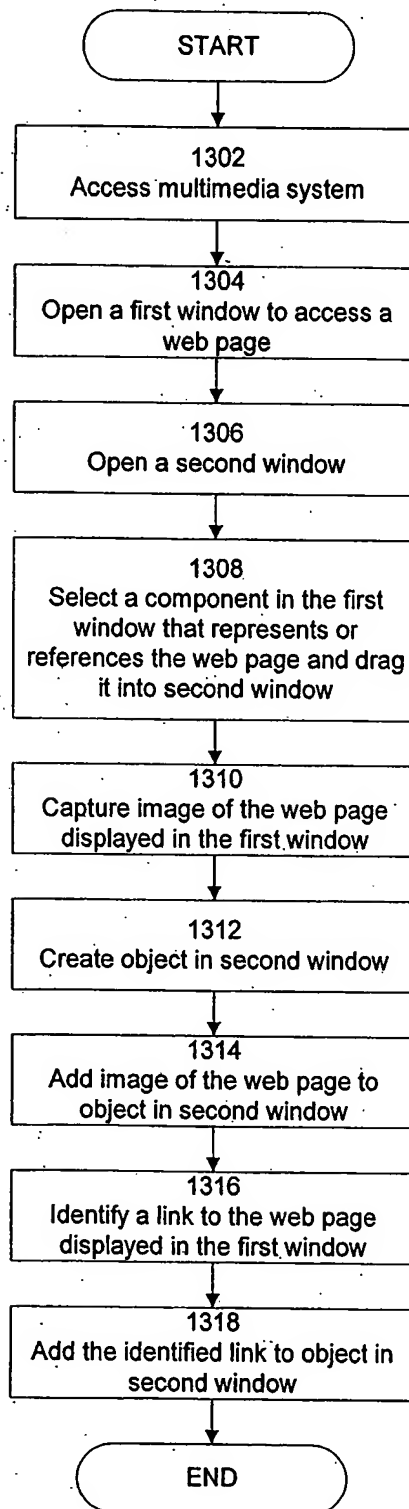 START
1302
Access multimedia system
1304
Open a first window to access a
web page
1306
Open a second window
1308
Select a component in the first
window that represents or
references the web page and drag
it into second window
1310
Capture image of the web page
displayed in the first window
1312
Create object in second window
1314
Add image of the web page to
object in second window
1316
Identify a link to the web page
displayed in the first window
1318
Add the identified link to object in
second window
END